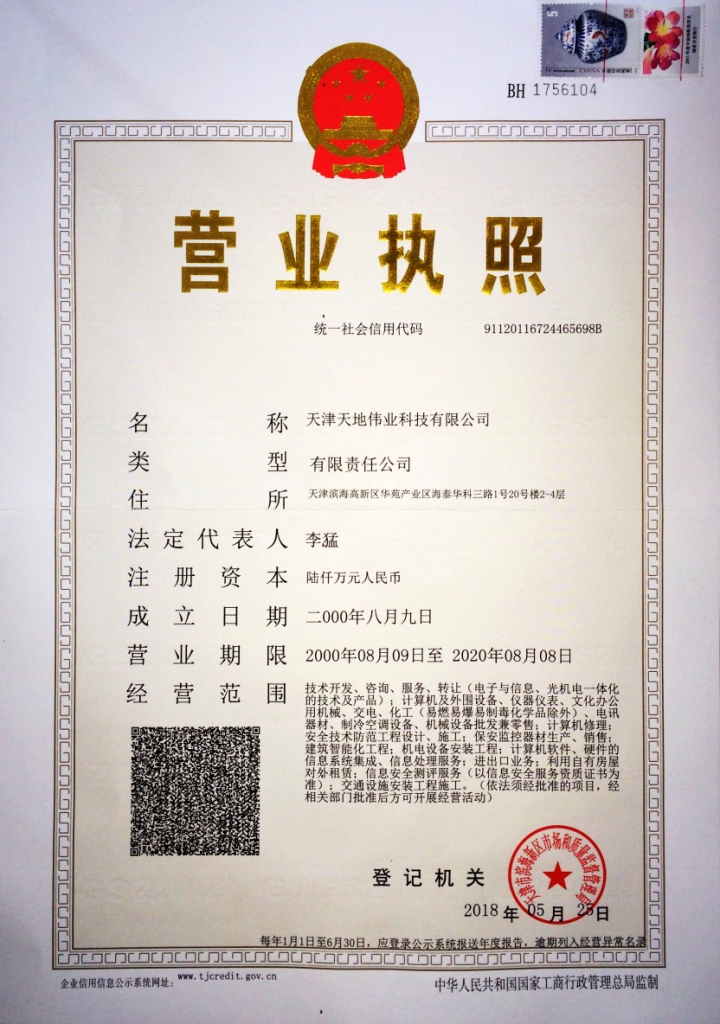 5
BH 1756104
营业执照
统一社会信用代码 91120116724465698B
名称 天津天地伟业科技有限公司
类型 有限责任公司
住所 天津滨海高新区华苑产业区海泰华科三路1号20号楼2-4层
法定代表人 李猛
注册资本 陆仟万元人民币
成立日期 二000年八月九日
营业期限 2000年08月09日至 2020年08月08日
经营范围 技术开发、咨询、服务、转让（电子与信息、光机电一体化
的技术及产品）；计算机及外围设备、仪器仪表、文化办公
用机械、交电、化工（易燃易爆易制毒化学品除外）、电讯
器材、制冷空调设备、机械设备批发兼零售；计算机修理；
安全技术防范工程设计、施工；保安监控器材生产、销售；
建筑智能化工程；机电设备安装工程；计算机软件、硬件的
信息系统集成、信息处理服务；进出口业务；利用自有房屋
对外租赁；信息安全测评服务（以信息安全服务资质证书为
准）；交通设施安装工程施工。（依法须经批准的项目，经
相关部门批准后方可开展经营活动）
天津市滨海新区市场和质量监督管理局
登记机关
2018 年 05 月 25日
每年1月1日至6月30日，应登录公示系统报送年度报告，逾期列入经营异常名录
企业信用信息公示系统网址：www.tjcredit.gov.cn
中华人民共和国国家工商行政管理总局监制